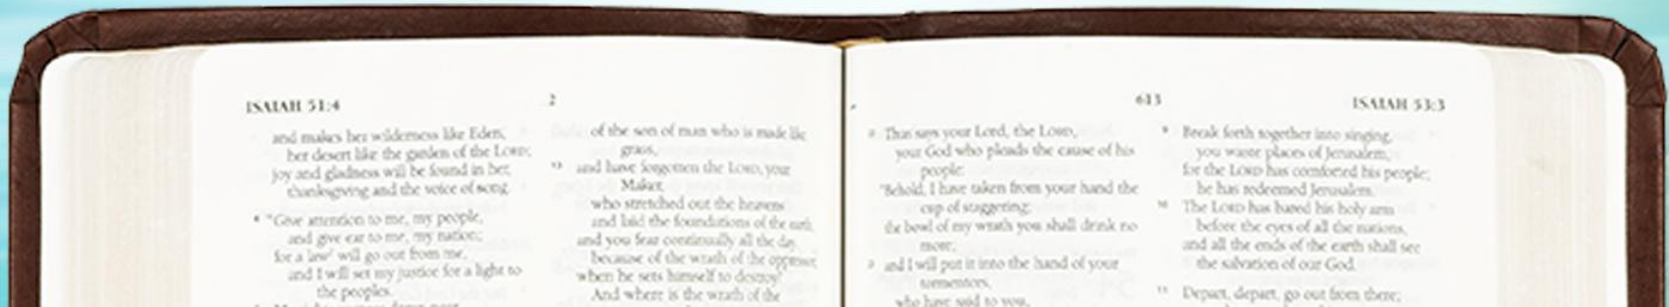 ISAIAH 51:4
and makes her wilderness like Eden,
her desert like the garden of the LORD;
joy and gladness will be found in her,
thanksgiving and the voice of song.
4 "Give attention to me, my people,
and give ear to me, my nation;
for a law will go out from me,
and I will set my justice for a light to
the peoples.
2
of the son of man who is made like
grass,
13 and have forgotten the LORD, your
Maker,
who stretched out the heavens
and laid the foundations of the earth,
and you fear continually all the day
because of the wrath of the oppressor,
when he sets himself to destroy?
And where is the wrath of the
613
ISAIAH 53:3
Thus says your Lord, the LORD,
your God who pleads the cause of his
people:
"Behold, I have taken from your hand the
cup of staggering;
the bowl of my wrath you shall drink no
more;
and I will put it into the hand of your
tormentors,
who have said to you,
9 Break forth together into singing,
you waste places of Jerusalem,
for the LORD has comforted his people;
he has redeemed Jerusalem.
10 The LORD has bared his holy arm
before the eyes of all the nations,
and all the ends of the earth shall see
the salvation of our God.
11 Depart, depart, go out from there;